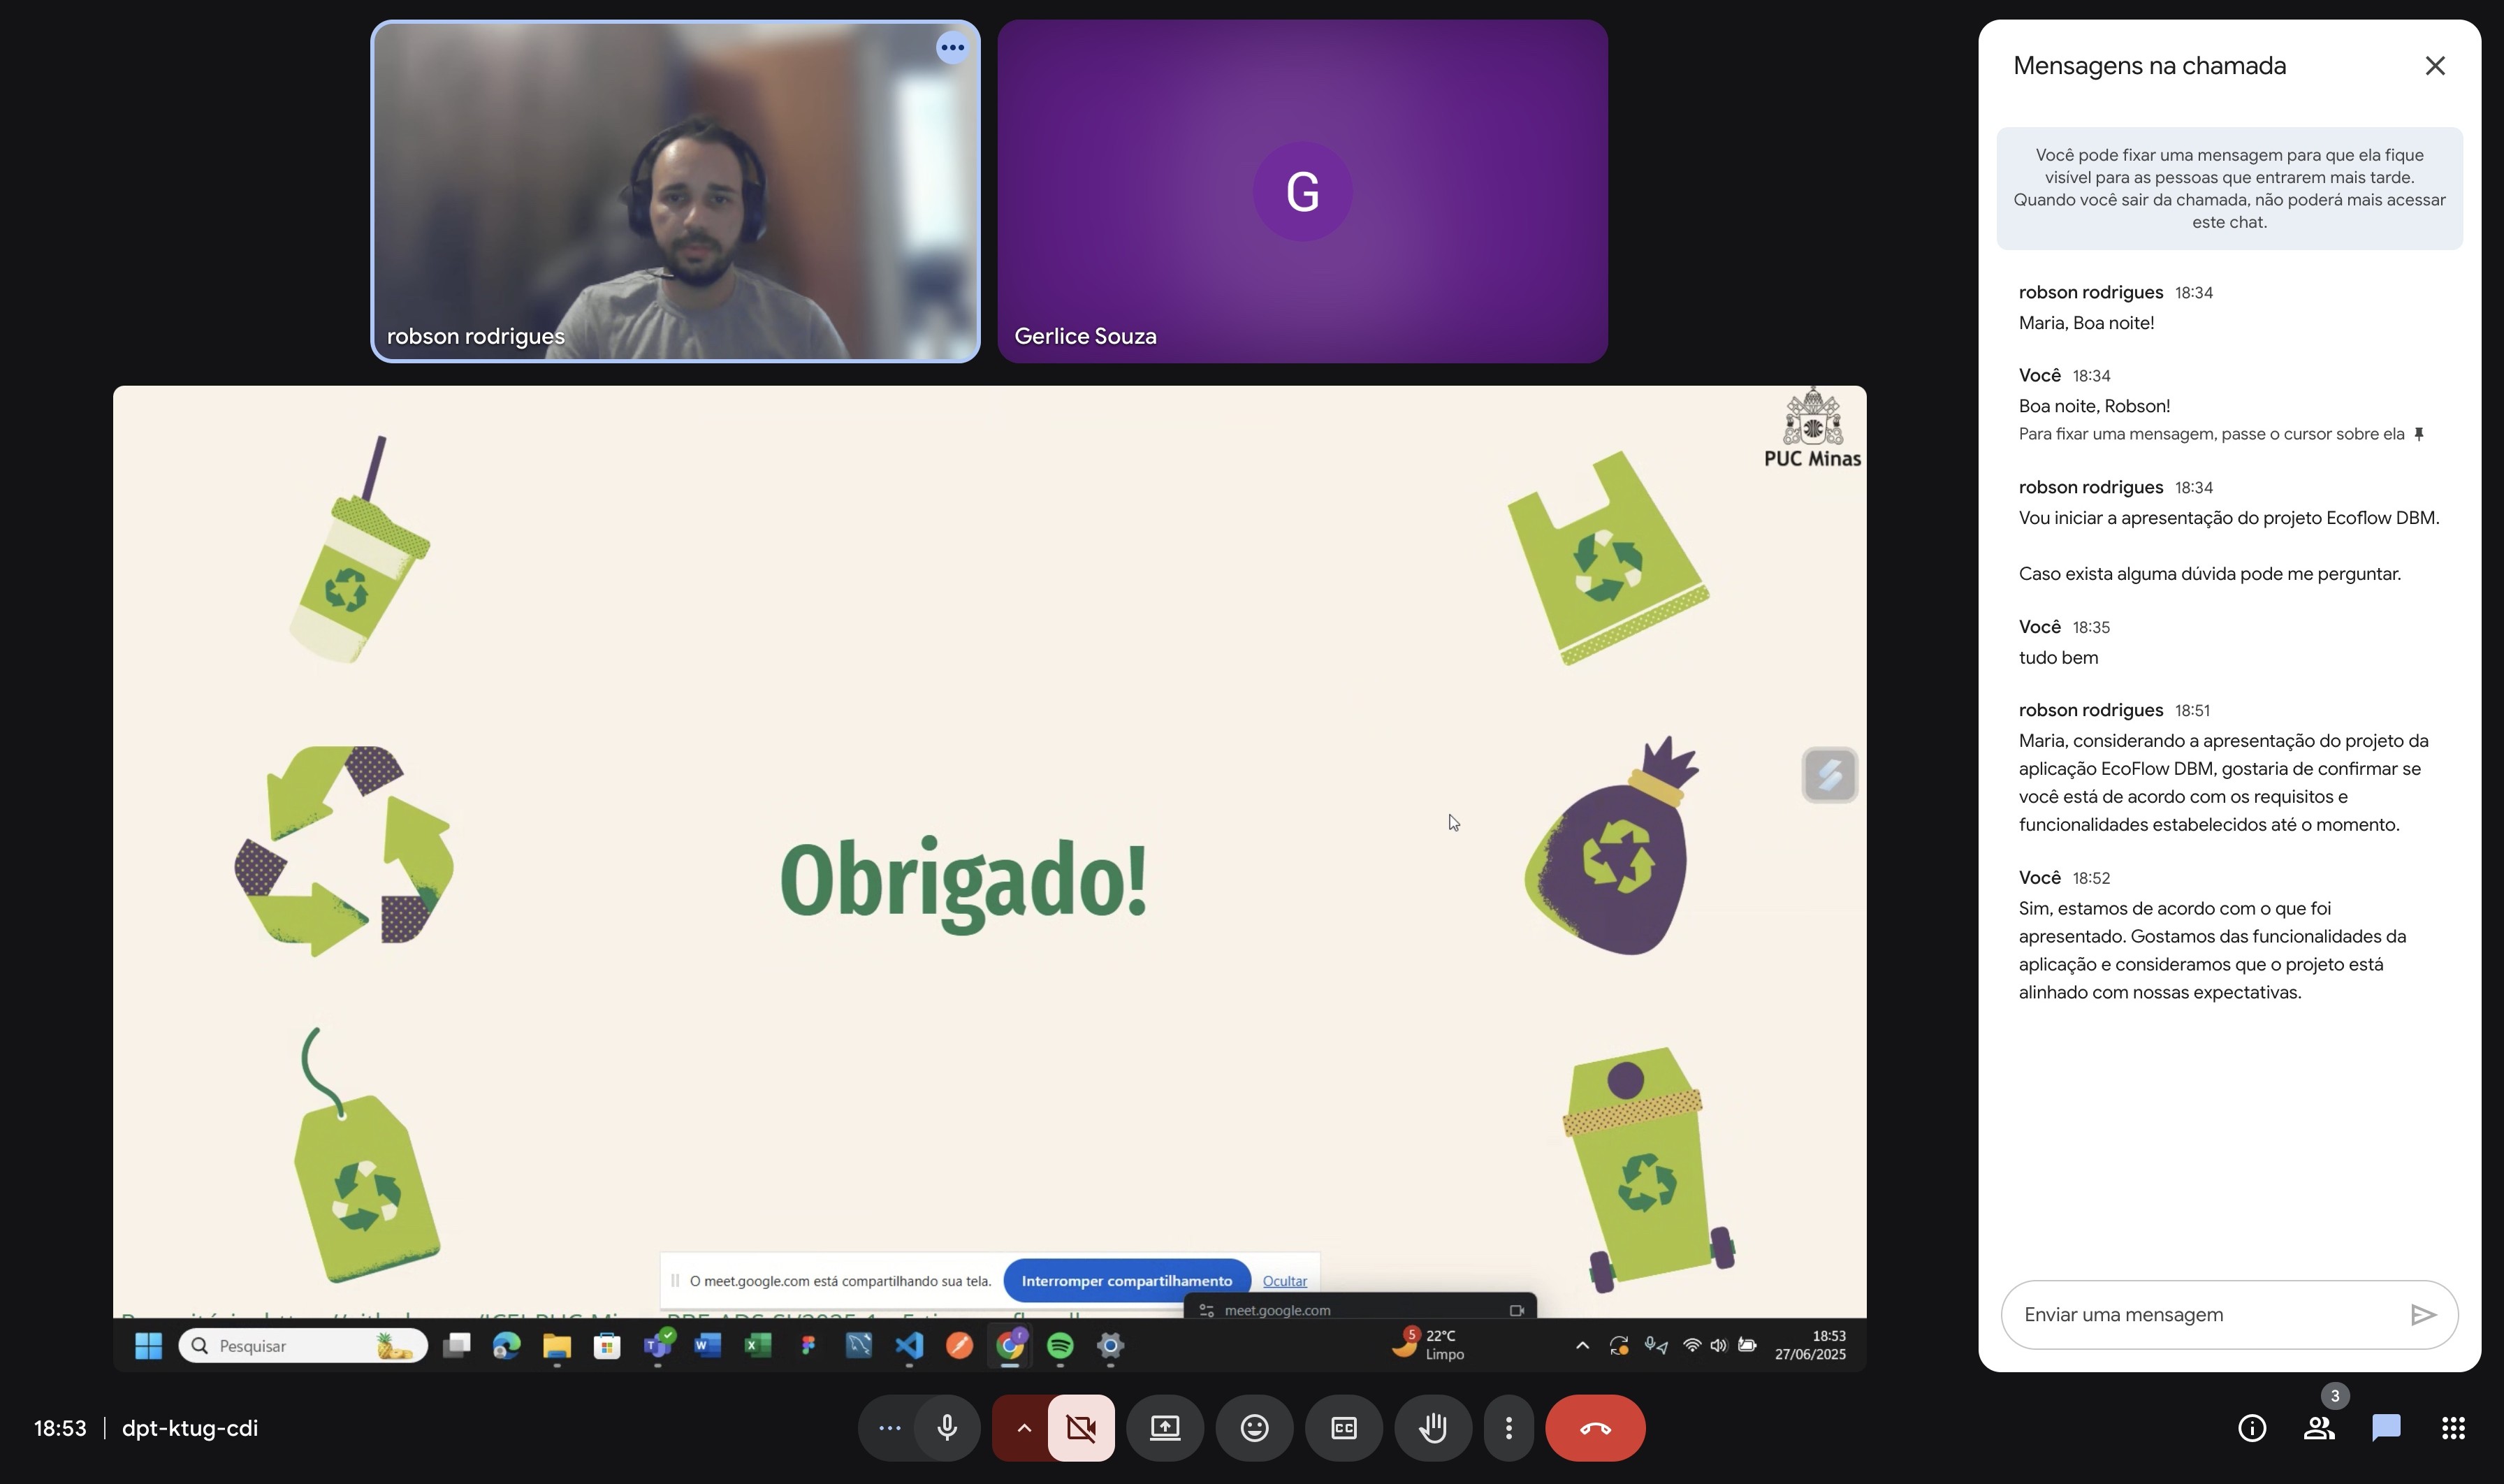 robson rodrigues
G
Gerlice Souza
PUC Minas
Obrigado!
O meet.google.com está compartilhando sua tela.
Interromper compartilhamento
Ocultar
meet.google.com
Pesquisar
5
22°C
Limpo
18:53
27/06/2025
18:53
dpt-ktug-cdi
Mensagens na chamada
Você pode fixar uma mensagem para que ela fique
visível para as pessoas que entrarem mais tarde.
Quando você sair da chamada, não poderá mais acessar
este chat.
robson rodrigues 18:34
Maria, Boa noite!
Você 18:34
Boa noite, Robson!
Para fixar uma mensagem, passe o cursor sobre ela
robson rodrigues 18:34
Vou iniciar a apresentação do projeto Ecoflow DBM.
Caso exista alguma dúvida pode me perguntar.
Você 18:35
tudo bem
robson rodrigues 18:51
Maria, considerando a apresentação do projeto da
aplicação EcoFlow DBM, gostaria de confirmar se
você está de acordo com os requisitos e
funcionalidades estabelecidos até o momento.
Você 18:52
Sim, estamos de acordo com o que foi
apresentado. Gostamos das funcionalidades da
aplicação e consideramos que o projeto está
alinhado com nossas expectativas.
Enviar uma mensagem
CC
3